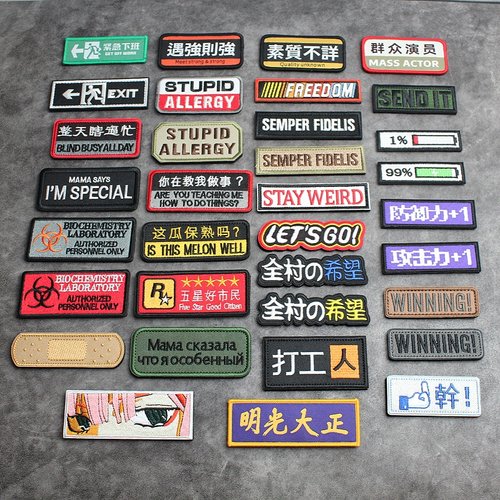 緊急下班
GET OFF WORK
遇強則強
Meet strong & strong
素質不詳
Quality unknown
群众演员
MASS ACTOR
EXIT
STUPID
ALLERGY
FREEDOM
SEND IT
整天瞎逼忙
BLIND BUSY ALL DAY
STUPID
ALLERGY
SEMPER FIDELIS
1%
SEMPER FIDELIS
99%
MAMA SAYS
I'M SPECIAL
你在教我做事?
ARE YOU TEACHING ME
HOW TO DO THINGS?
STAY WEIRD
防御力+1
BIOCHEMISTRY
LABORATORY
AUTHORIZED
PERSONNEL ONLY
这瓜保熟吗?
IS THIS MELON WELL
LET'S GO!
攻击力+1
全村の希望
BIOCHEMISTRY
LABORATORY
AUTHORIZED
PERSONNEL ONLY
R
五星好市民
Five Star Good Citizen
全村の希望
WINNING!
Мама сказала
что я особенный
打工人
WINNING!
幹!
明光大正